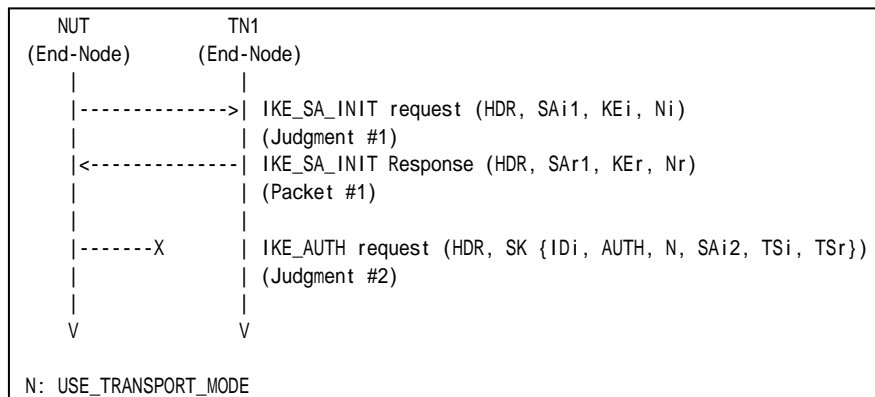 NUT TN1
(End-Node) (End-Node)
| |
|-------------->| IKE_SA_INIT request (HDR, SAi1, KEi, Ni)
| | (Judgment #1)
|<--------------| IKE_SA_INIT Response (HDR, SAr1, KEr, Nr)
| | (Packet #1)
| |
|-------X | IKE_AUTH request (HDR, SK {IDi, AUTH, N, SAi2, TSi, TSr})
| | (Judgment #2)
| |
V V
N: USE_TRANSPORT_MODE